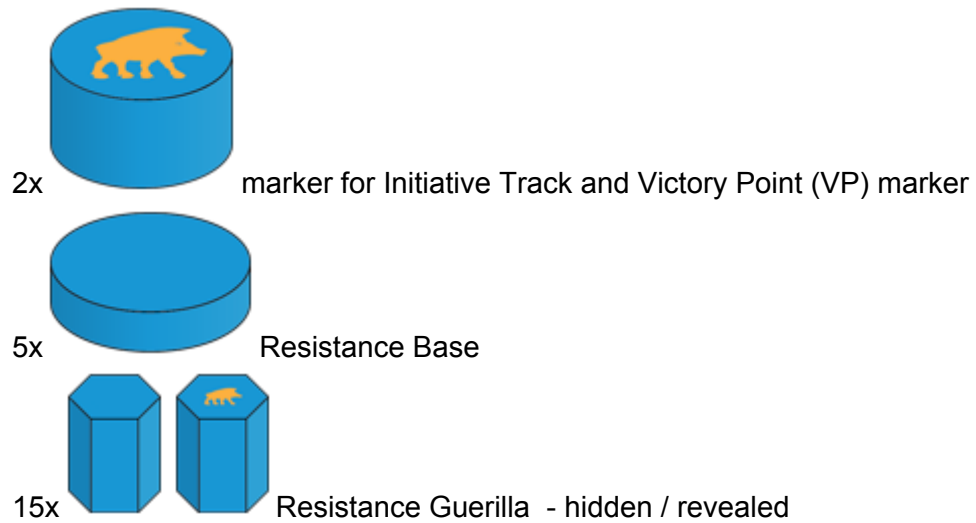 2x marker for Initiative Track and Victory Point (VP) marker
5x Resistance Base
15x Resistance Guerilla - hidden / revealed